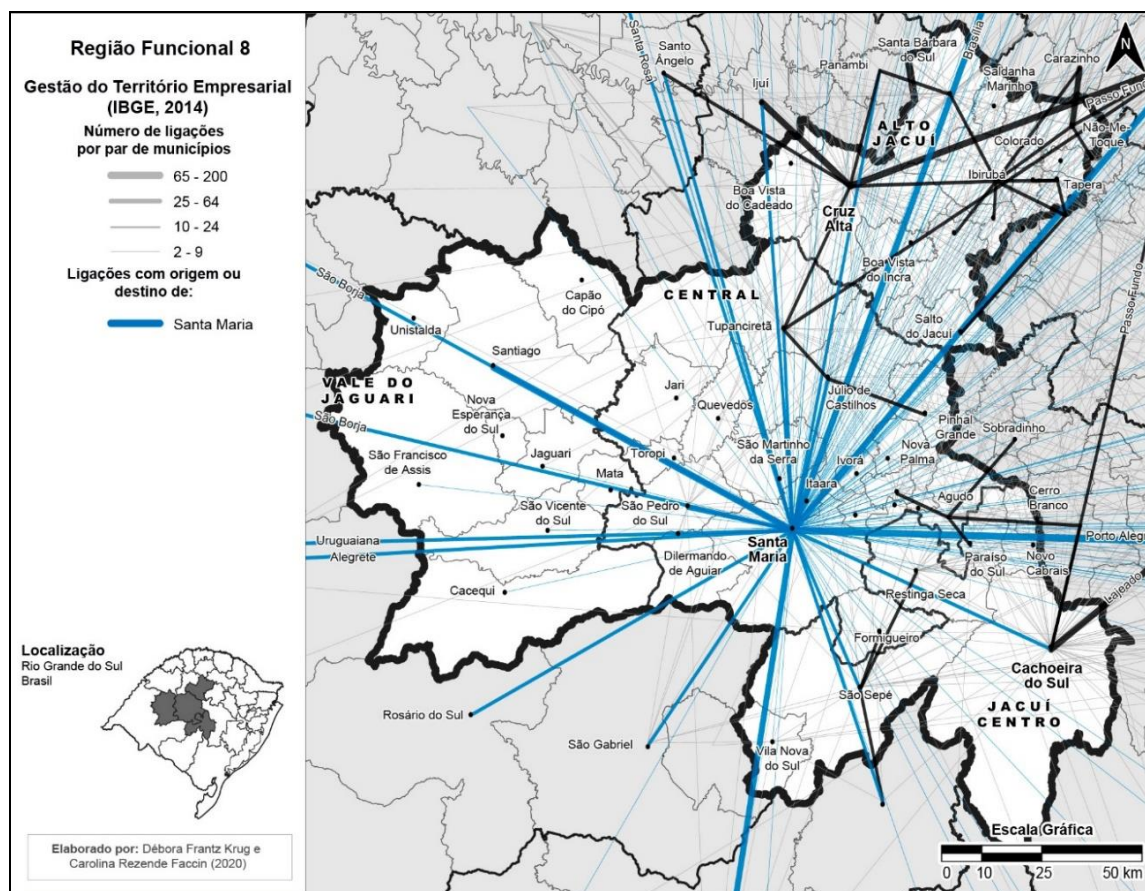 Região Funcional 8
Gestão do Território Empresarial
(IBGE, 2014)
Número de ligações
por par de municípios
65 - 200
25 - 64
10 - 24
2 - 9
Ligações com origem ou
destino de:
Santa Maria
Localização
Rio Grande do Sul
Brasil
Elaborado por: Débora Frantz Krug e
Carolina Rezende Faccin (2020)
Santa Rosa
Santo
Ângelo
Ijuí
Panambi
Santa Bárbara
do Sul
Brasília
Saldanha
Marinho
Carazinho
N
Passo Fundo
Não-Me-
Toque
ALTO
JACUÍ
Colorado
Ibirubá
Tapera
Boa Vista
do Cadeado
Cruz
Alta
Boa Vista
do Incra
Passo Fundo
São Borja
Capão
do Cipó
CENTRAL
Unistalda
Tupanciretã
Salto
do Jacuí
Santiago
VALE DO
JAGUARI
Jari
Júlio de
Castilhos
Nova
Esperança
do Sul
Quevedos
Pinhal
Grande
Sobradinho
São Borja
São Francisco
de Assis
Jaguari
Toropi
São Martinho
da Serra
Ivorá
Nova
Palma
Mata
Itaara
São Vicente
do Sul
São Pedro
do Sul
Agudo
Cerro
Branco
Uruguaiana
Alegrete
Santa
Maria
Porto Alegre
Dilermando
de Aguiar
Paraíso
do Sul
Novo
Cabrais
Cacequi
Restinga Seca
Lajeado
Formigueiro
Cachoeira
do Sul
São Sepé
JACUÍ
CENTRO
Rosário do Sul
São Gabriel
Vila Nova
do Sul
Escala Gráfica
0 10 25 50 km